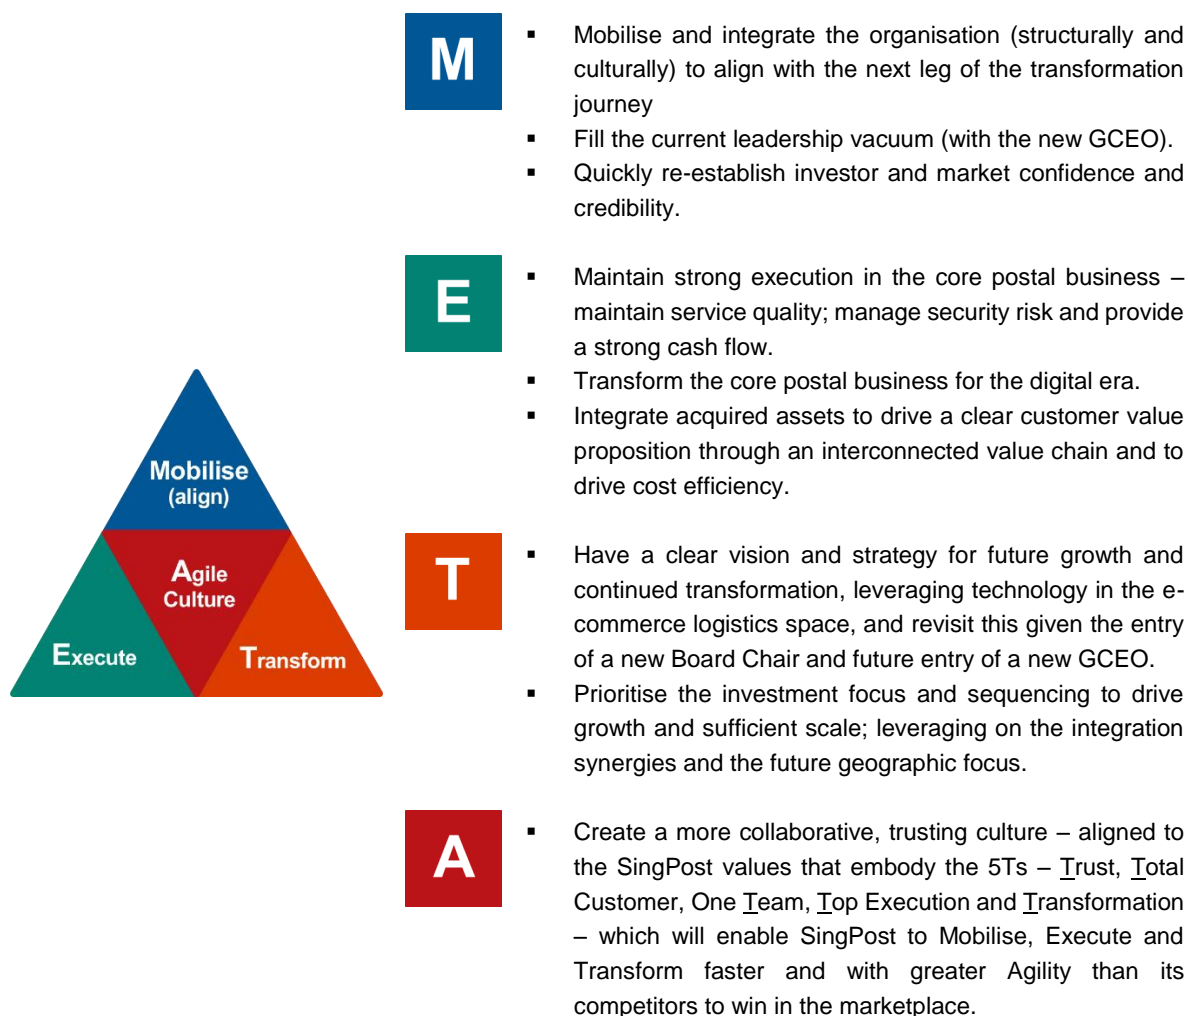 M
▪ Mobilise and integrate the organisation (structurally and
culturally) to align with the next leg of the transformation
journey
▪ Fill the current leadership vacuum (with the new GCEO).
▪ Quickly re-establish investor and market confidence and
credibility.
E
▪ Maintain strong execution in the core postal business –
maintain service quality; manage security risk and provide
a strong cash flow.
▪ Transform the core postal business for the digital era.
▪ Integrate acquired assets to drive a clear customer value
proposition through an interconnected value chain and to
drive cost efficiency.
Mobilise
(align)
Agile
Culture
Execute
Transform
T
▪ Have a clear vision and strategy for future growth and
continued transformation, leveraging technology in the e-
commerce logistics space, and revisit this given the entry
of a new Board Chair and future entry of a new GCEO.
▪ Prioritise the investment focus and sequencing to drive
growth and sufficient scale; leveraging on the integration
synergies and the future geographic focus.
A
▪ Create a more collaborative, trusting culture – aligned to
the SingPost values that embody the 5Ts – Trust, Total
Customer, One Team, Top Execution and Transformation
– which will enable SingPost to Mobilise, Execute and
Transform faster and with greater Agility than its
competitors to win in the marketplace.